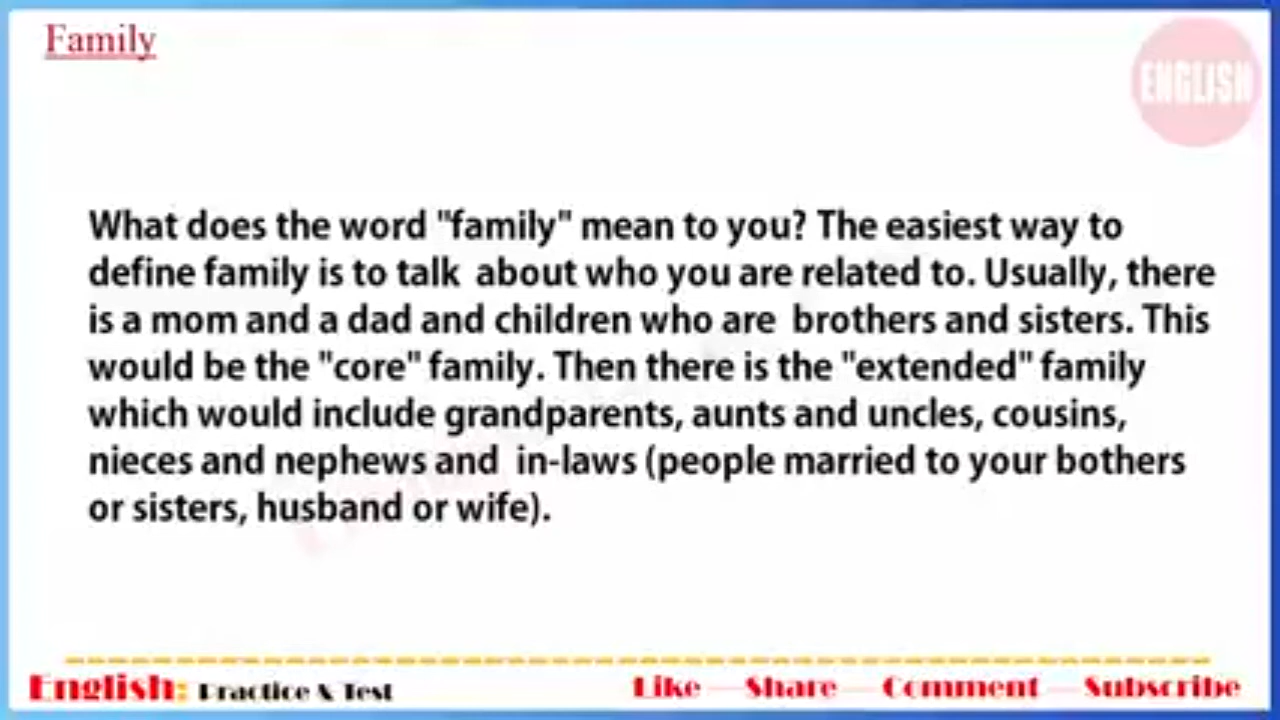 Family
ENGLISH
What does the word "family" mean to you? The easiest way to
define family is to talk about who you are related to. Usually, there
is a mom and a dad and children who are brothers and sisters. This
would be the "core" family. Then there is the "extended" family
which would include grandparents, aunts and uncles, cousins,
nieces and nephews and in-laws (people married to your bothers
or sisters, husband or wife).
English: Practice & Test
Like — Share — Comment — Subscribe